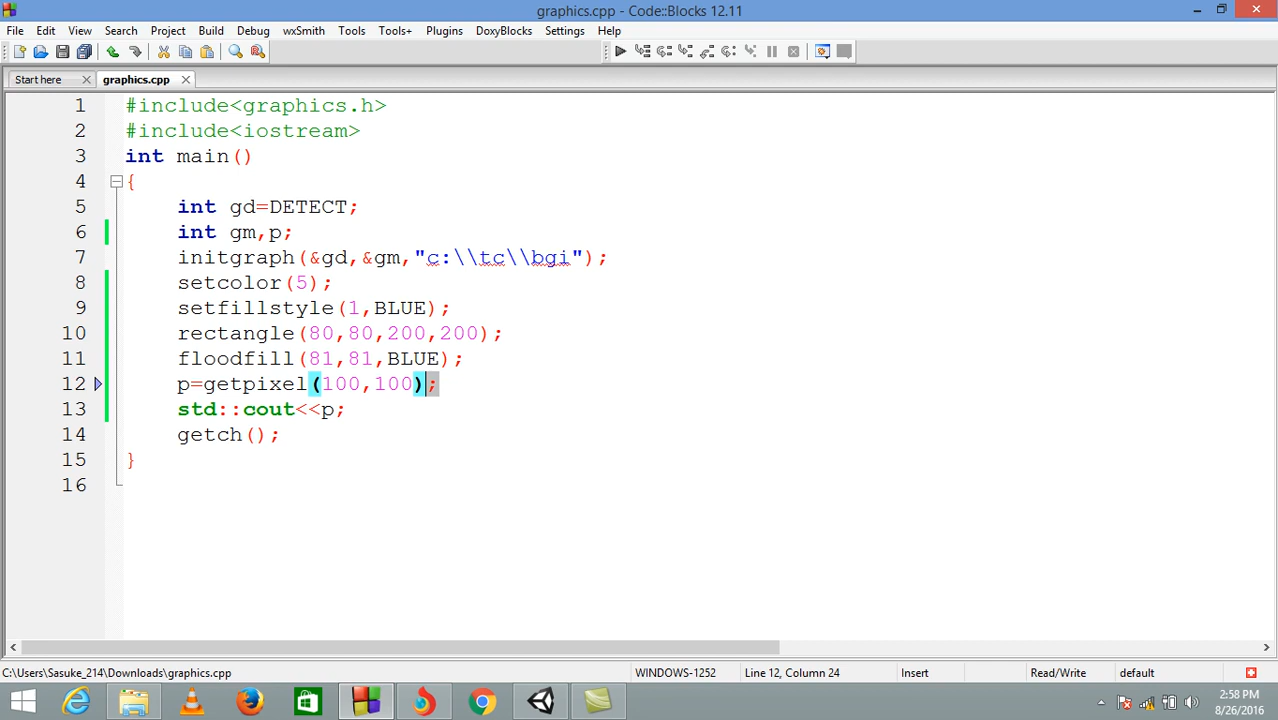 graphics.cpp - Code::Blocks 12.11
File Edit View Search Project Build Debug wxSmith Tools Tools+ Plugins DoxyBlocks Settings Help
Start here graphics.cpp
1 #include<graphics.h>
2 #include<iostream>
3 int main()
4 {
5 int gd=DETECT;
6 int gm,p;
7 initgraph(&gd,&gm,"c:\\tc\\bgi");
8 setcolor(5);
9 setfillstyle(1,BLUE);
10 rectangle(80,80,200,200);
11 floodfill(81,81,BLUE);
12 p=getpixel(100,100);
13 std::cout<<p;
14 getch();
15 }
16
C:\Users\Sasuke_214\Downloads\graphics.cpp WINDOWS-1252 Line 12, Column 24 Insert Read/Write default
2:58 PM
8/26/2016